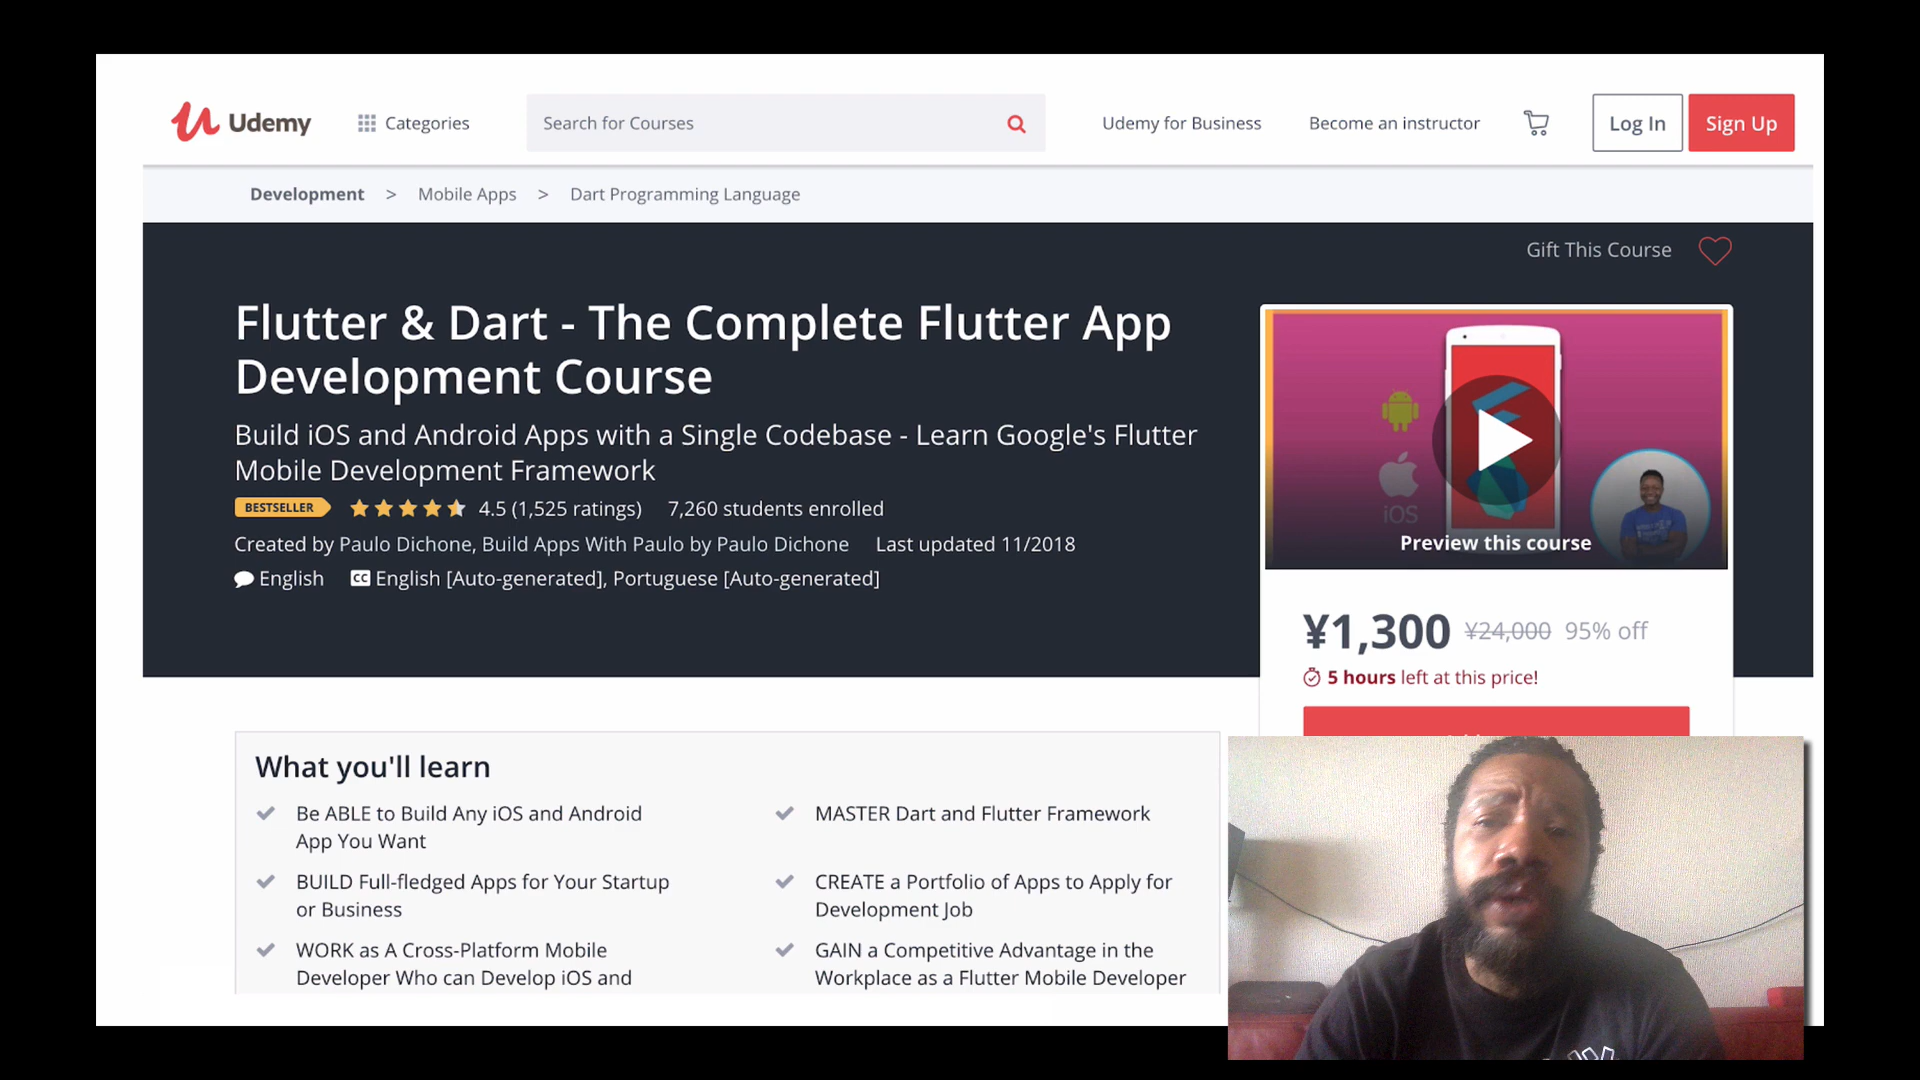 Udemy
Categories
Search for Courses
Udemy for Business
Become an instructor
Log In
Sign Up
Development > Mobile Apps > Dart Programming Language
Gift This Course
Flutter & Dart - The Complete Flutter App
Development Course
Build iOS and Android Apps with a Single Codebase - Learn Google's Flutter
Mobile Development Framework
BESTSELLER 4.5 (1,525 ratings) 7,260 students enrolled
Created by Paulo Dichone, Build Apps With Paulo by Paulo Dichone Last updated 11/2018
English CC English [Auto-generated], Portuguese [Auto-generated]
iOS
Preview this course
¥1,300 ¥24,000 95% off
5 hours left at this price!
What you'll learn
Be ABLE to Build Any iOS and Android
App You Want
MASTER Dart and Flutter Framework
BUILD Full-fledged Apps for Your Startup
or Business
CREATE a Portfolio of Apps to Apply for
Development Job
WORK as A Cross-Platform Mobile
Developer Who can Develop iOS and
GAIN a Competitive Advantage in the
Workplace as a Flutter Mobile Developer